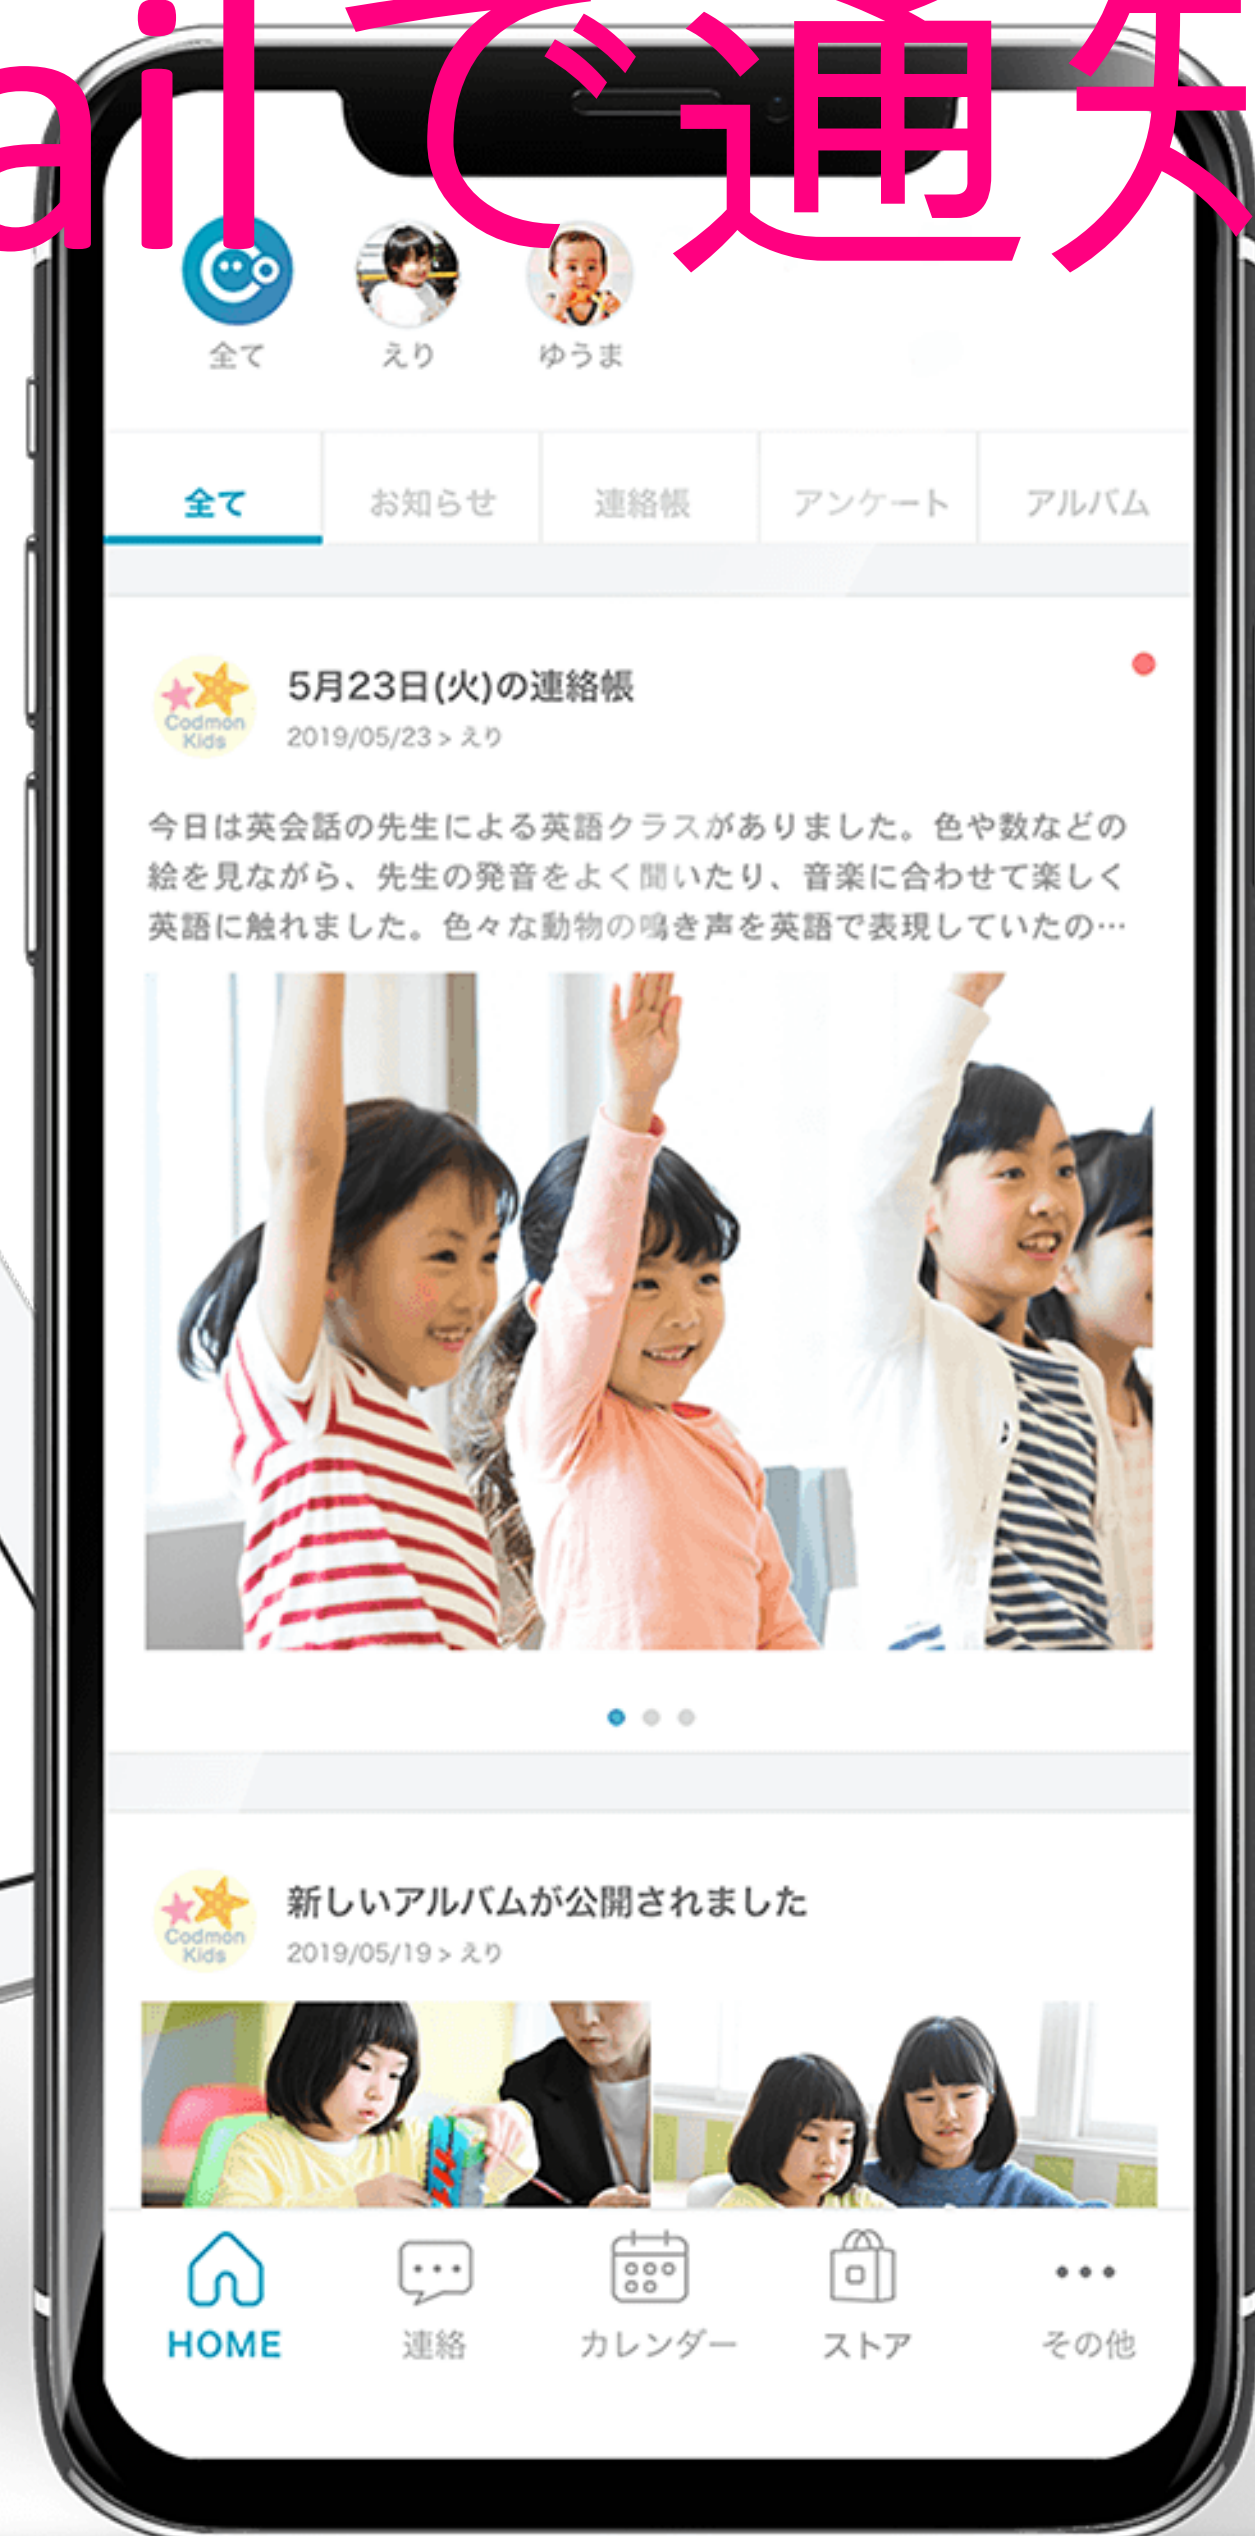 ailで通知
全て
えり
ゆうま
全て
お知らせ
連絡帳
アンケート
アルバム
Codmon
Kids
5月23日(火)の連絡帳
2019/05/23 > えり
今日は英会話の先生による英語クラスがありました。色や数などの
絵を見ながら、先生の発音をよく聞いたり、音楽に合わせて楽しく
英語に触れました。色々な動物の鳴き声を英語で表現していたの…
Codmon
Kids
新しいアルバムが公開されました
2019/05/19 > えり
HOME
連絡
カレンダー
ストア
その他